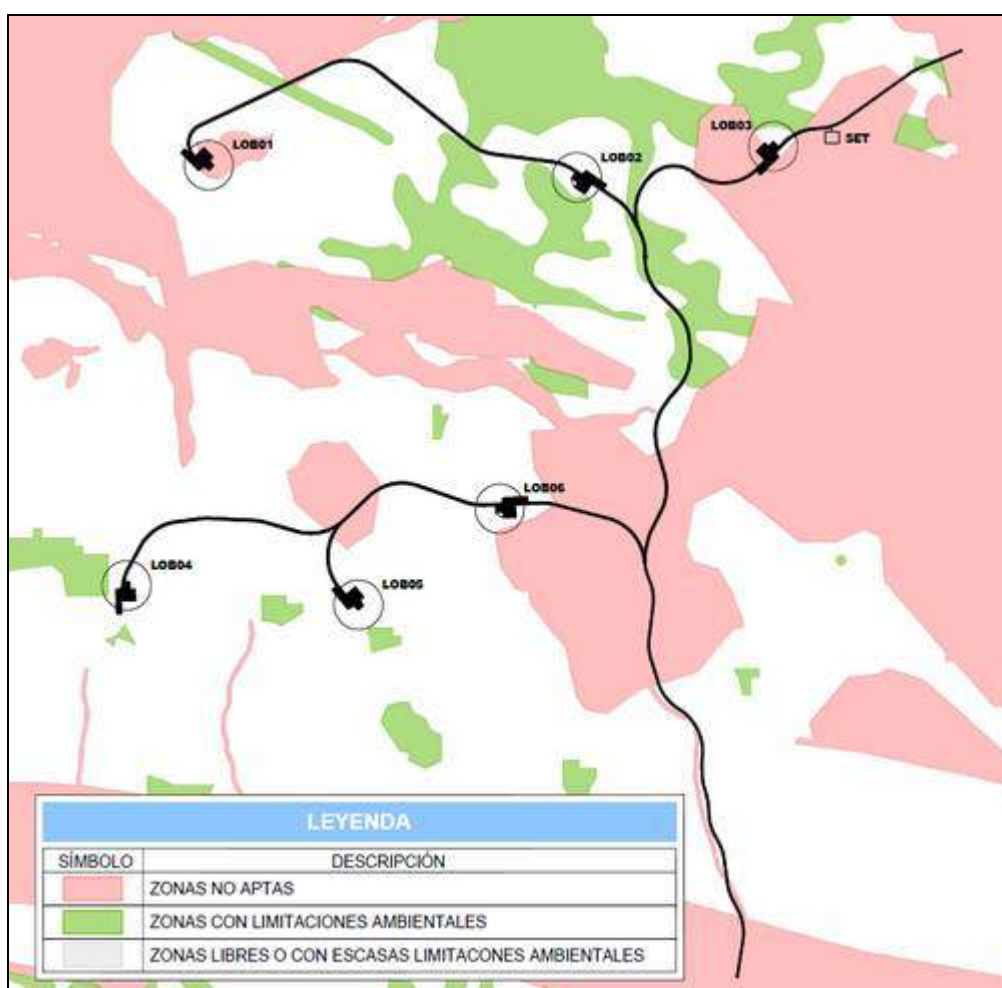 LOB03
LOB01
LOB02
SET
LOB06
LOB04
LOB05
LEYENDA
SÍMBOLO DESCRIPCIÓN
ZONAS NO APTAS
ZONAS CON LIMITACIONES AMBIENTALES
ZONAS LIBRES O CON ESCASAS LIMITACONES AMBIENTALES